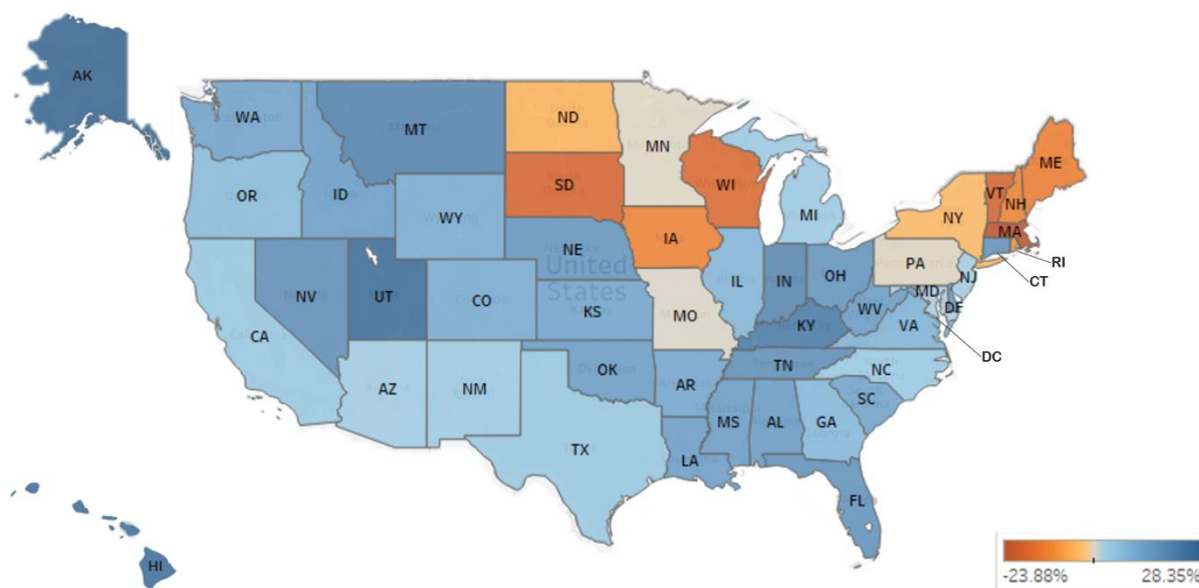 AK
WA
MT
ND
MN
ME
OR
ID
SD
WI
VT
NH
WY
MI
NY
MA
NE
IA
RI
United
States
PA
CT
NV
UT
CO
IL
IN
OH
NJ
MD
DE
KS
MO
WV
VA
KY
DC
CA
OK
TN
NC
AZ
NM
AR
SC
MS
AL
GA
TX
LA
FL
HI
-23.88%
28.35%